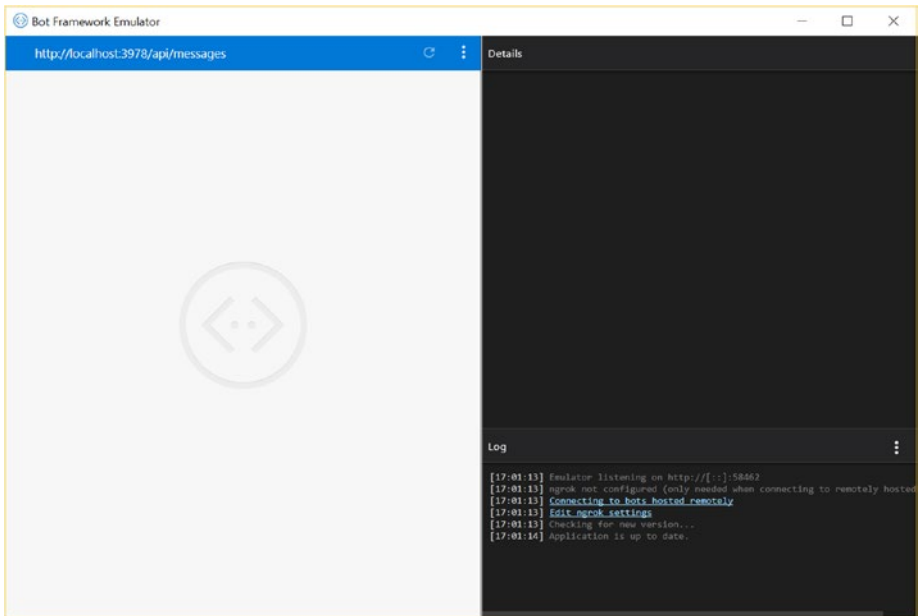 Bot Framework Emulator
http://localhost:3978/api/messages
Details
Log
[17:01:13] Emulator listening on http://[::]:58462
[17:01:13] ngrok not configured (only needed when connecting to remotely hosted
[17:01:13] Connecting to bots hosted remotely
[17:01:13] Edit ngrok settings
[17:01:13] Checking for new version...
[17:01:14] Application is up to date.